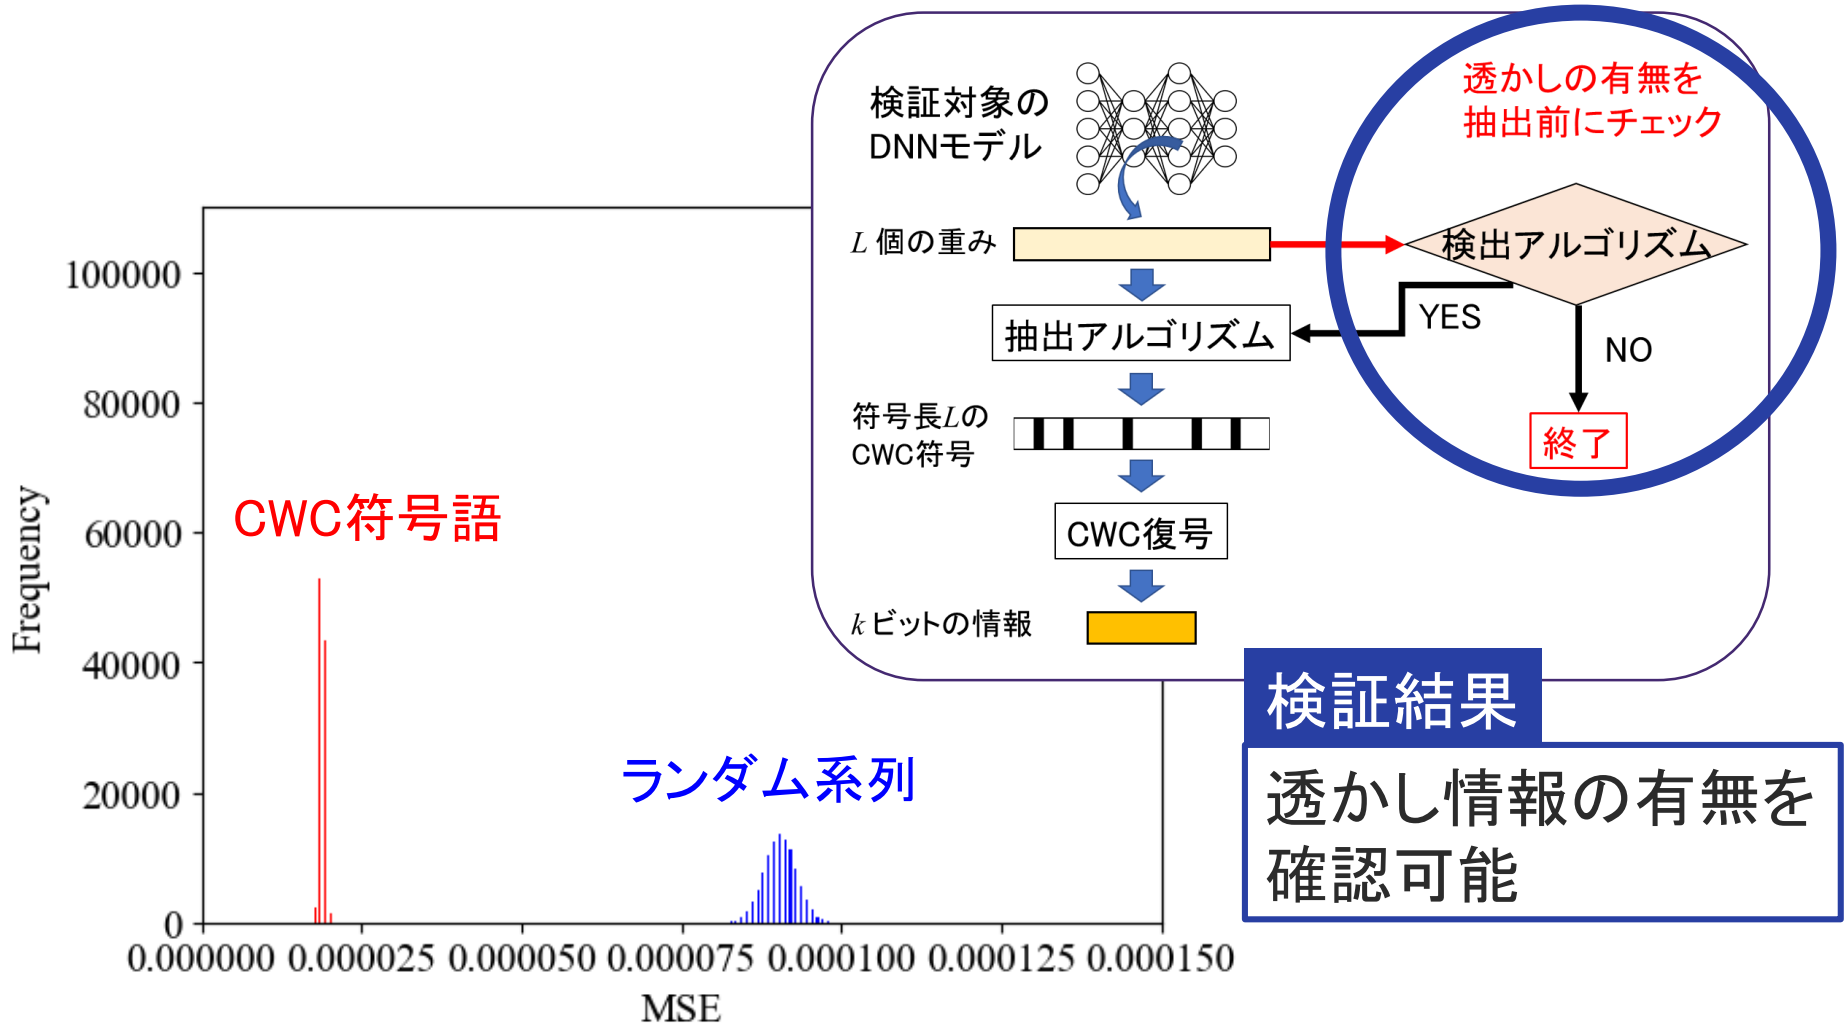 検証対象の
DNNモデル
透かしの有無を
抽出前にチェック
L 個の重み
検出アルゴリズム
YES
NO
抽出アルゴリズム
終了
符号長Lの
CWC符号
CWC復号
k ビットの情報
検証結果
透かし情報の有無を
確認可能
CWC符号語
ランダム系列
Frequency
100000
80000
60000
40000
20000
0
0.000000 0.000025 0.000050 0.000075 0.000100 0.000125 0.000150
MSE